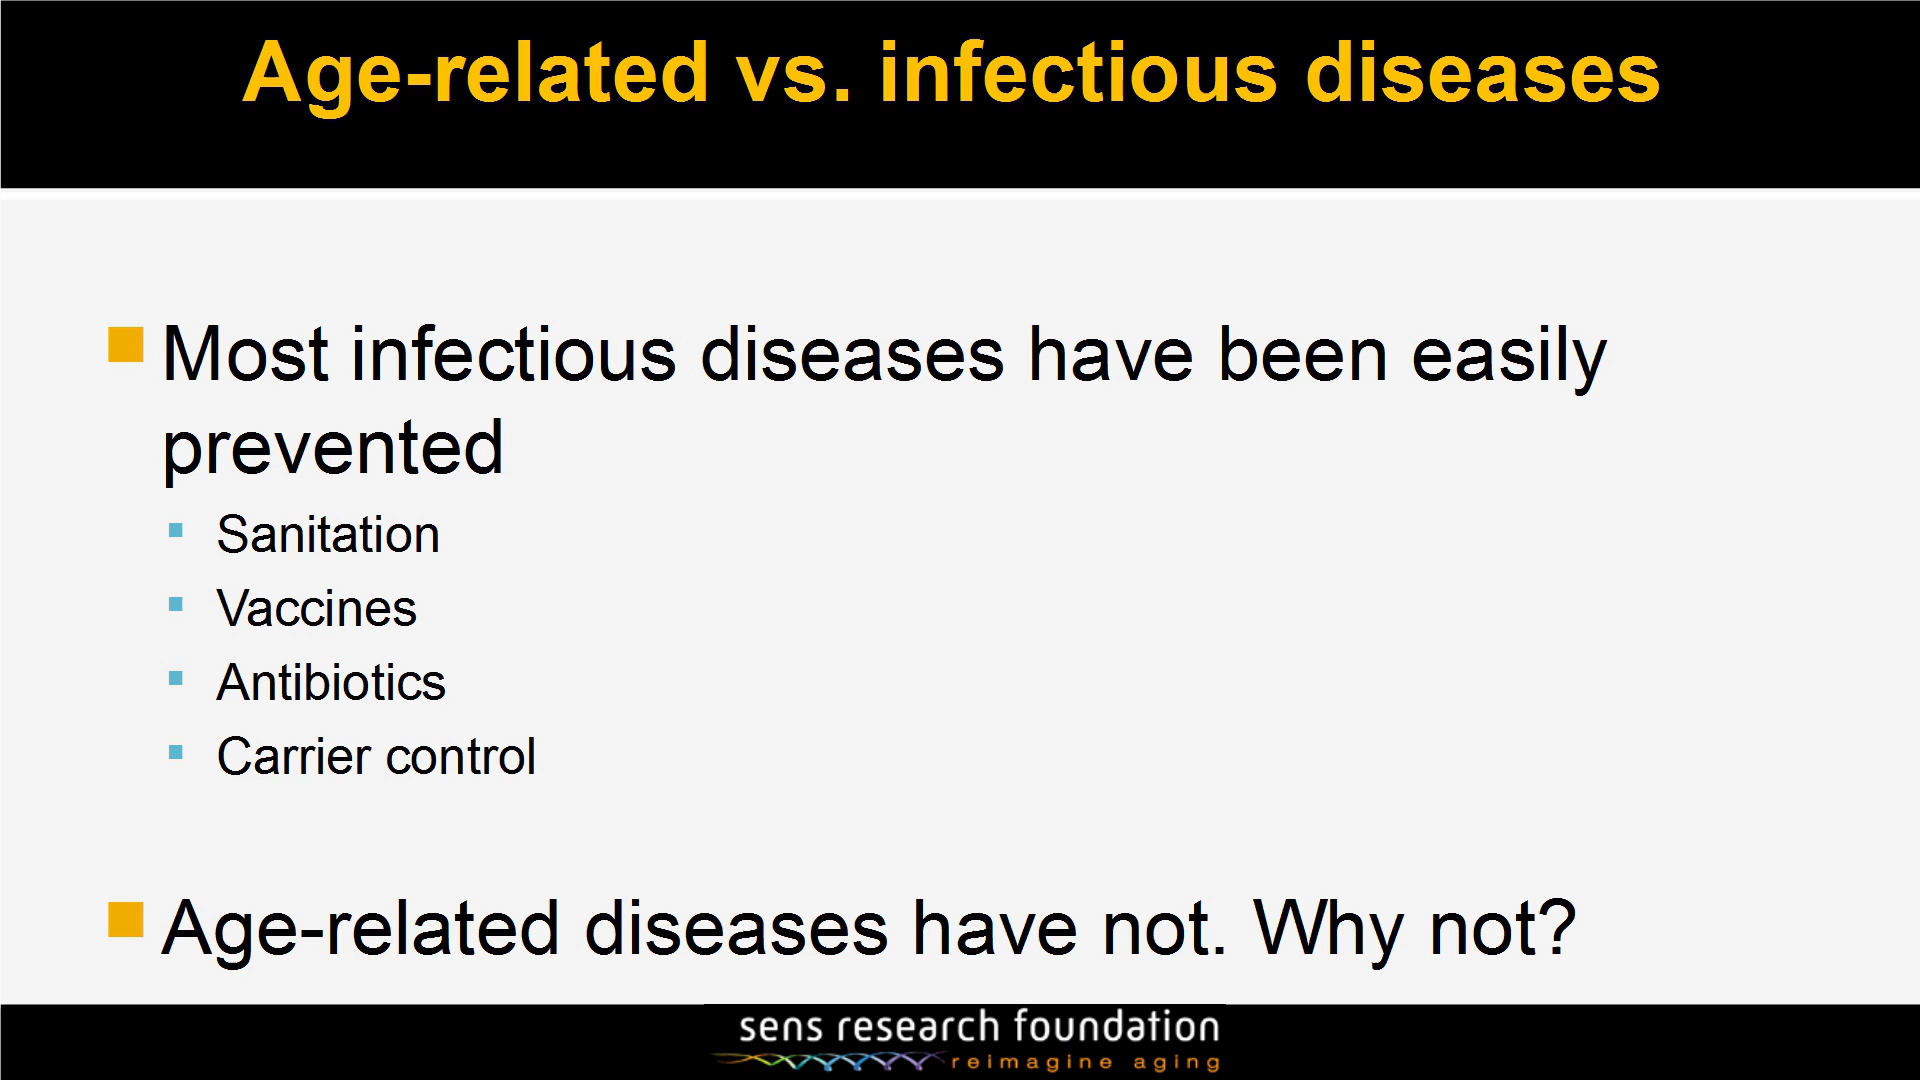 Age-related vs. infectious diseases
Most infectious diseases have been easily
prevented
Sanitation
Vaccines
Antibiotics
Carrier control
Age-related diseases have not. Why not?
sens research foundation
reimagine aging